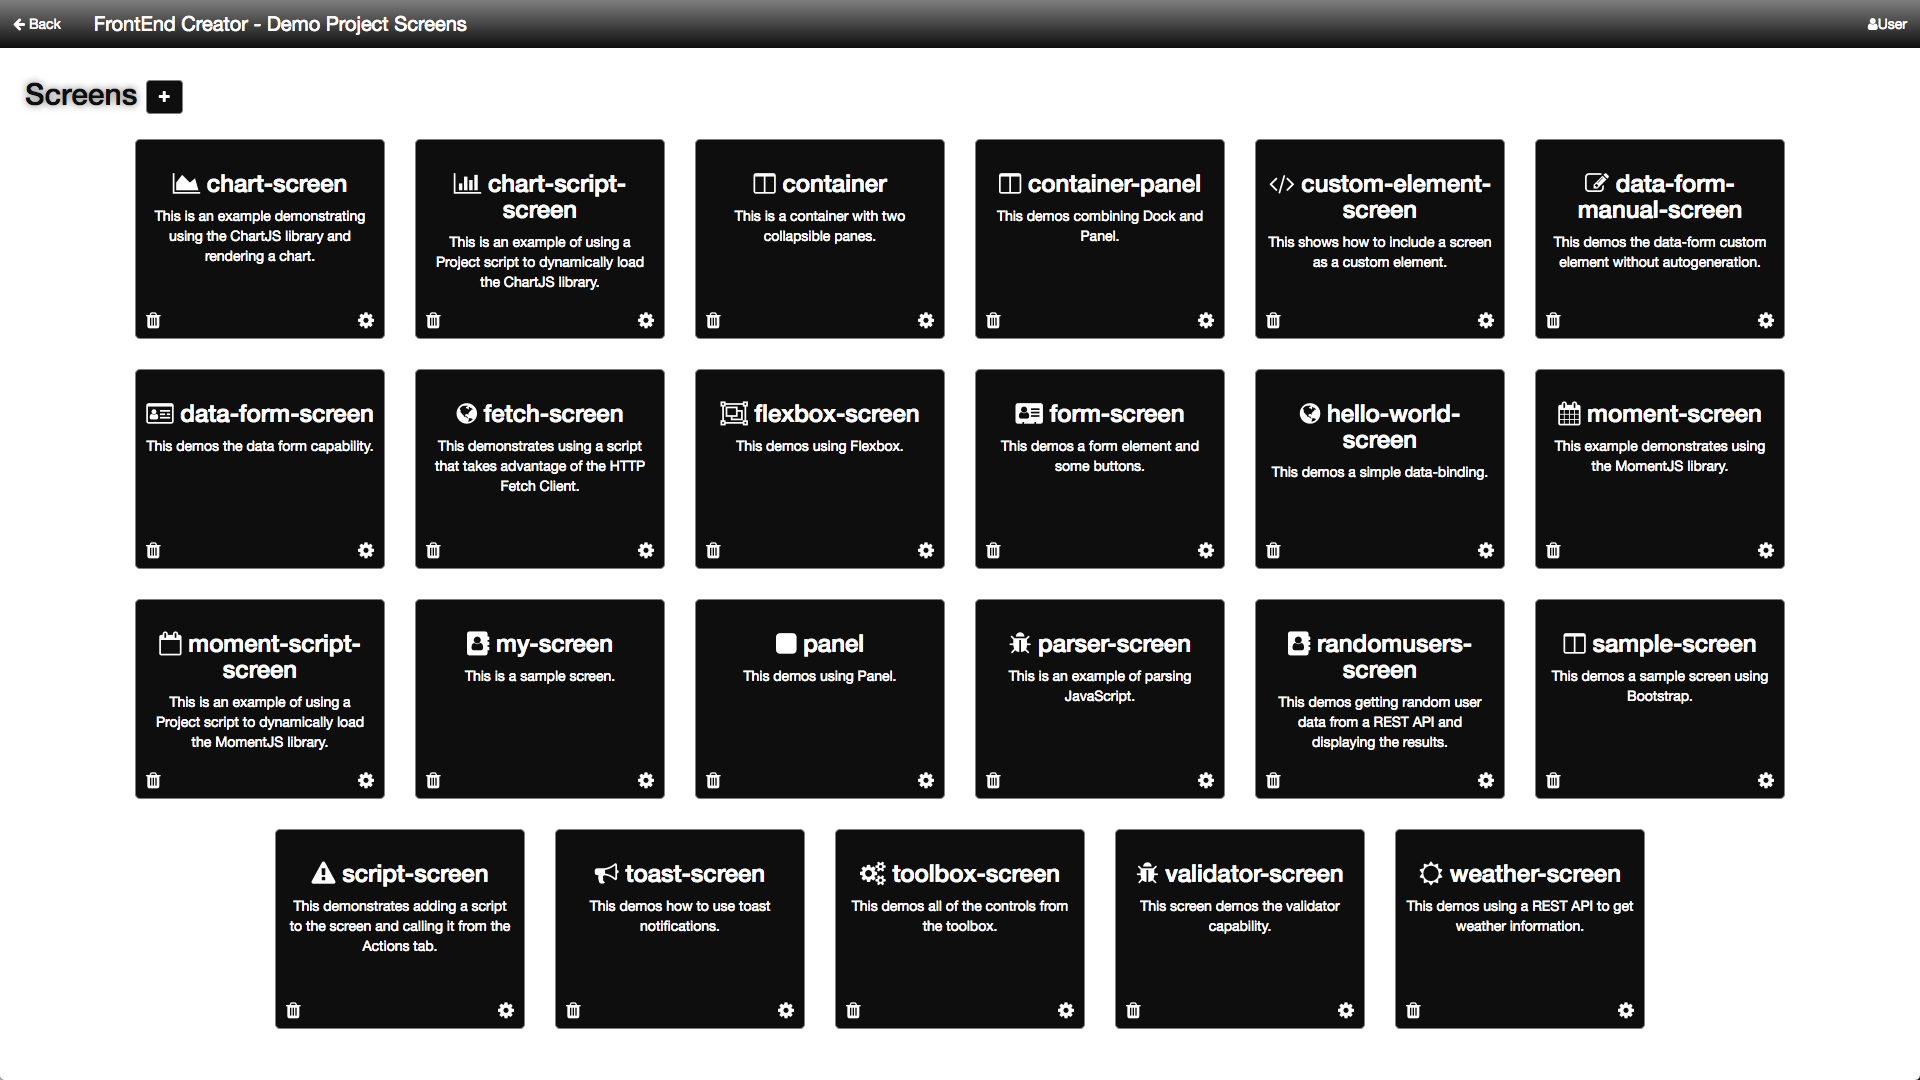 Back
FrontEnd Creator - Demo Project Screens
User
Screens
chart-screen
This is an example demonstrating
using the ChartJS library and
rendering a chart.
chart-script-
screen
This is an example of using a
Project script to dynamically load
the ChartJS library.
container
This is a container with two
collapsible panes.
container-panel
This demos combining Dock and
Panel.
custom-element-
screen
This shows how to include a screen
as a custom element.
data-form-
manual-screen
This demos the data-form custom
element without autogeneration.
data-form-screen
This demos the data form capability.
fetch-screen
This demonstrates using a script
that takes advantage of the HTTP
Fetch Client.
flexbox-screen
This demos using Flexbox.
form-screen
This demos a form element and
some buttons.
hello-world-
screen
This demos a simple data-binding.
moment-screen
This example demonstrates using
the MomentJS library.
moment-script-
screen
This is an example of using a
Project script to dynamically load
the MomentJS library.
my-screen
This is a sample screen.
panel
This demos using Panel.
parser-screen
This is an example of parsing
JavaScript.
randomusers-
screen
This demos getting random user
data from a REST API and
displaying the results.
sample-screen
This demos a sample screen using
Bootstrap.
script-screen
This demonstrates adding a script
to the screen and calling it from the
Actions tab.
toast-screen
This demos how to use toast
notifications.
toolbox-screen
This demos all of the controls from
the toolbox.
validator-screen
This screen demos the validator
capability.
weather-screen
This demos using a REST API to get
weather information.